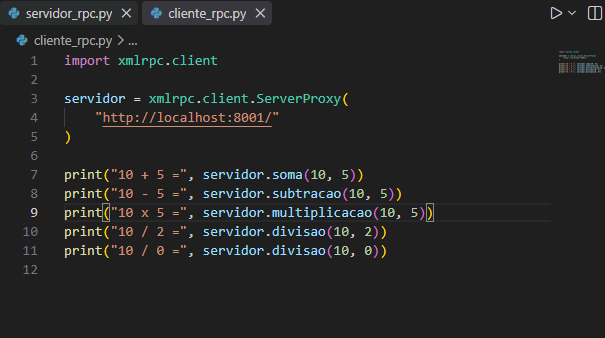 servidor_rpc.py × cliente_rpc.py ×
cliente_rpc.py > ...
1 import xmlrpc.client
2
3 servidor = xmlrpc.client.ServerProxy(
4     "http://localhost:8001/"
5 )
6
7 print("10 + 5 =", servidor.soma(10, 5))
8 print("10 - 5 =", servidor.subtracao(10, 5))
9 print("10 x 5 =", servidor.multiplicacao(10, 5))
10 print("10 / 2 =", servidor.divisao(10, 2))
11 print("10 / 0 =", servidor.divisao(10, 0))
12